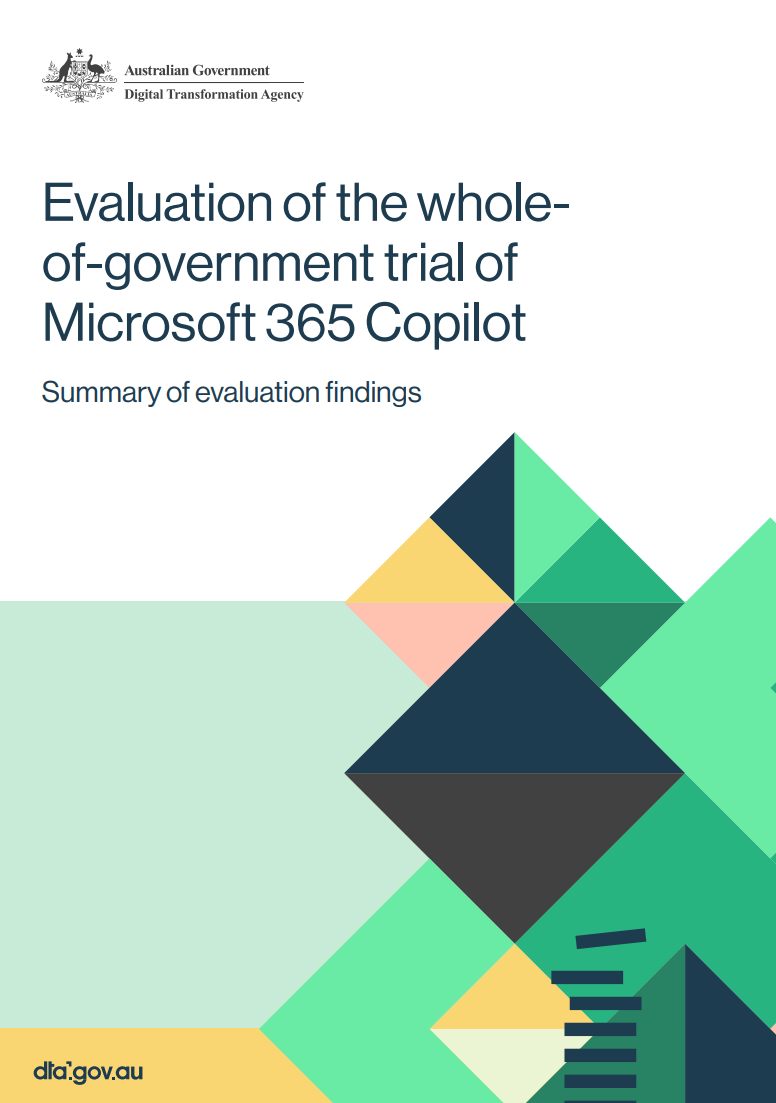 Australian Government
Digital Transformation Agency
Evaluation of the whole-
of-government trial of
Microsoft 365 Copilot
Summary of evaluation findings
dta.gov.au